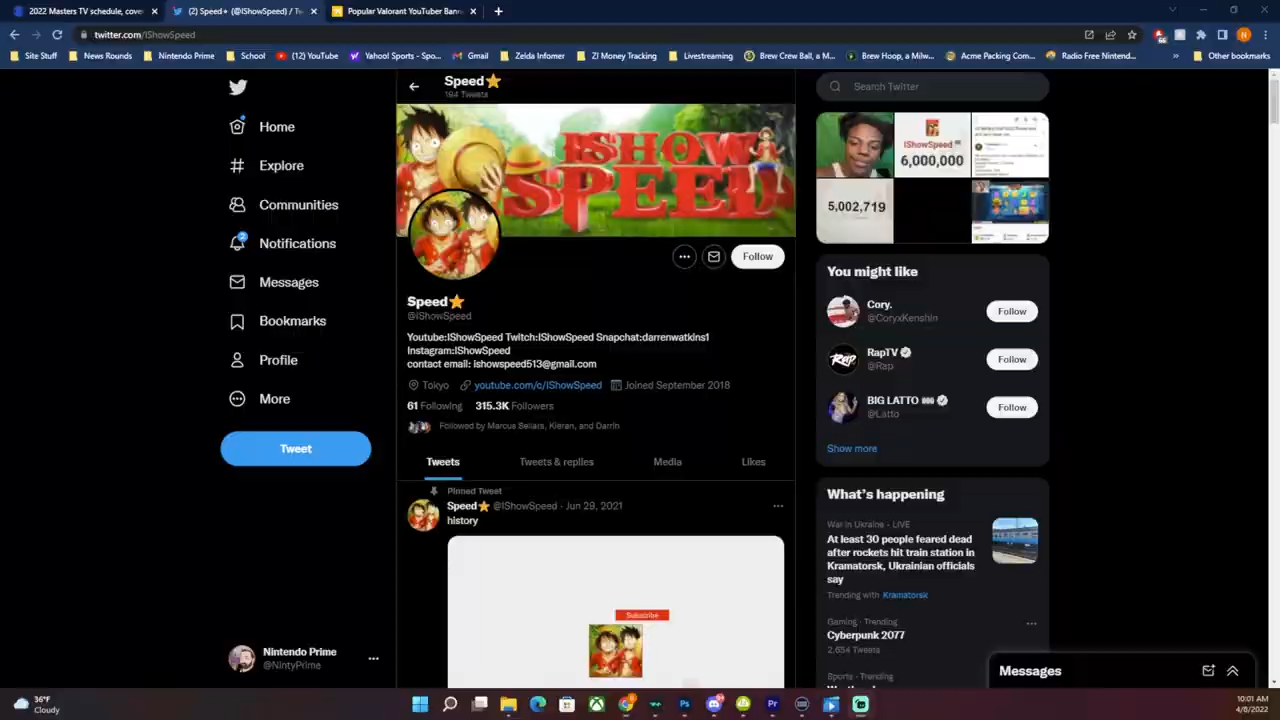 2022 Masters TV schedule, cove
(2) Speed⭐ (@IShowSpeed) / Tw
Popular Valorant YouTuber Bann
twitter.com/IShowSpeed
Site Stuff
News Rounds
Nintendo Prime
School
(12) YouTube
Yahoo Sports - Spo...
Gmail
Zelda Infomer
ZI Money Tracking
Livestreaming
Brew Crew Ball, a M...
Brew Hoop, a Milw...
Acme Packing Com...
Radio Free Nintend...
Other bookmarks
Home
Communities
Notifications
Messages
Bookmarks
Profile
More
Tweet
Nintendo Prime
@NintyPrime
Speed⭐
194 Tweets
SHOW
SPEED
Follow
Speed⭐
@IShowSpeed
Youtube:IShowSpeed Twitch:IShowSpeed Snapchat:darrenwatkins1
Instagram:IShowSpeed
contact email: ishowspeed513@gmail.com
Tokyo youtube.com/c/IShowSpeed Joined September 2018
61 Following 315.3K Followers
Followed by Marcus Sellars, Kieran, and Darrin
Tweets
Tweets & replies
Media
Likes
Pinned Tweet
Speed⭐ @IShowSpeed · Jun 29, 2021
history
Subscribe
Search Twitter
IShowSpeed
5,002,719
You might like
Cory.
@CoryxKenshin
Follow
RapTV
@Rap
Follow
BIG LATTO
@Latto
Follow
Show more
What's happening
War in Ukraine · LIVE
At least 30 people feared dead
after rockets hit train station in
Kramatorsk, Ukrainian officials
say
Trending with Kramatorsk
Gaming · Trending
Cyberpunk 2077
2,654 Tweets
Sports · Trending
Messages
36°F
Cloudy
10:01 AM
4/8/2022